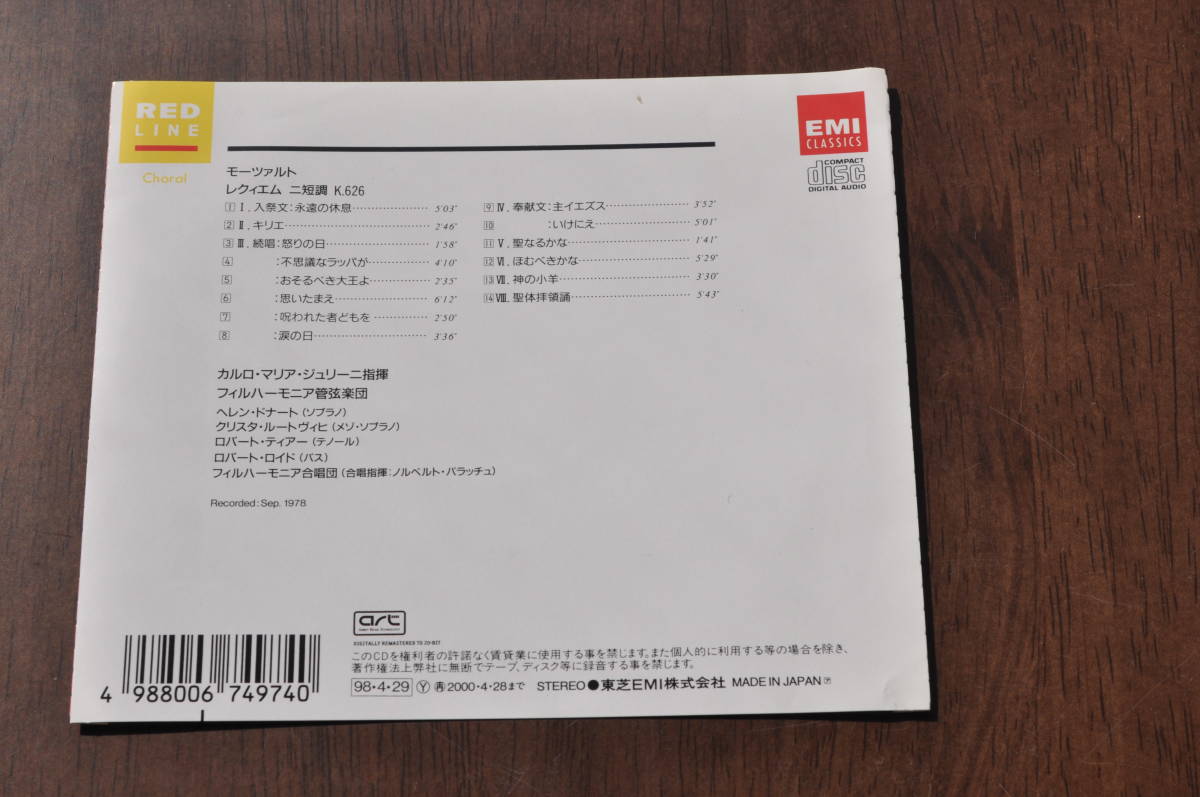 RED
LINE
Choral
EMI
CLASSICS
COMPACT
disc
DIGITAL AUDIO
モーツァルト
レクィエム ニ短調 K.626
1 Ⅰ. 入祭文：永遠の休息 5'03"
2 Ⅱ. キリエ 2'46"
3 Ⅲ. 続唱：怒りの日 1'58"
4 ：不思議なラッパが 4'10"
5 ：おそるべき大王よ 2'35"
6 ：思いたまえ 6'12"
7 ：呪われた者どもを 2'50"
8 ：涙の日 3'36"
9 Ⅳ. 奉献文：主イエズス 3'52"
10 ：いけにえ 5'01"
11 Ⅴ. 聖なるかな 1'41"
12 Ⅵ. ほむべきかな 5'29"
13 Ⅶ. 神の小羊 3'30"
14 Ⅷ. 聖体拝領誦 5'43"
カルロ・マリア・ジュリーニ指揮
フィルハーモニア管弦楽団
ヘレン・ドナート（ソプラノ）
クリスタ・ルートヴィヒ（メゾ・ソプラノ）
ロバート・ティアー（テノール）
ロバート・ロイド（バス）
フィルハーモニア合唱団（合唱指揮：ノルベルト・バラッチュ）
Recorded : Sep. 1978
art
DIGITALLY REMASTERED TO 20-BIT
このCDを権利者の許諾なく賃貸業に使用する事を禁じます。また個人的に利用する等の場合を除き、
著作権法上弊社に無断でテープ、ディスク等に録音する事を禁じます。
98・4・29 Ⓨ ㊖2000・4・28まで STEREO ● 東芝EMI株式会社 MADE IN JAPAN Ⓟ
4 988006 749740